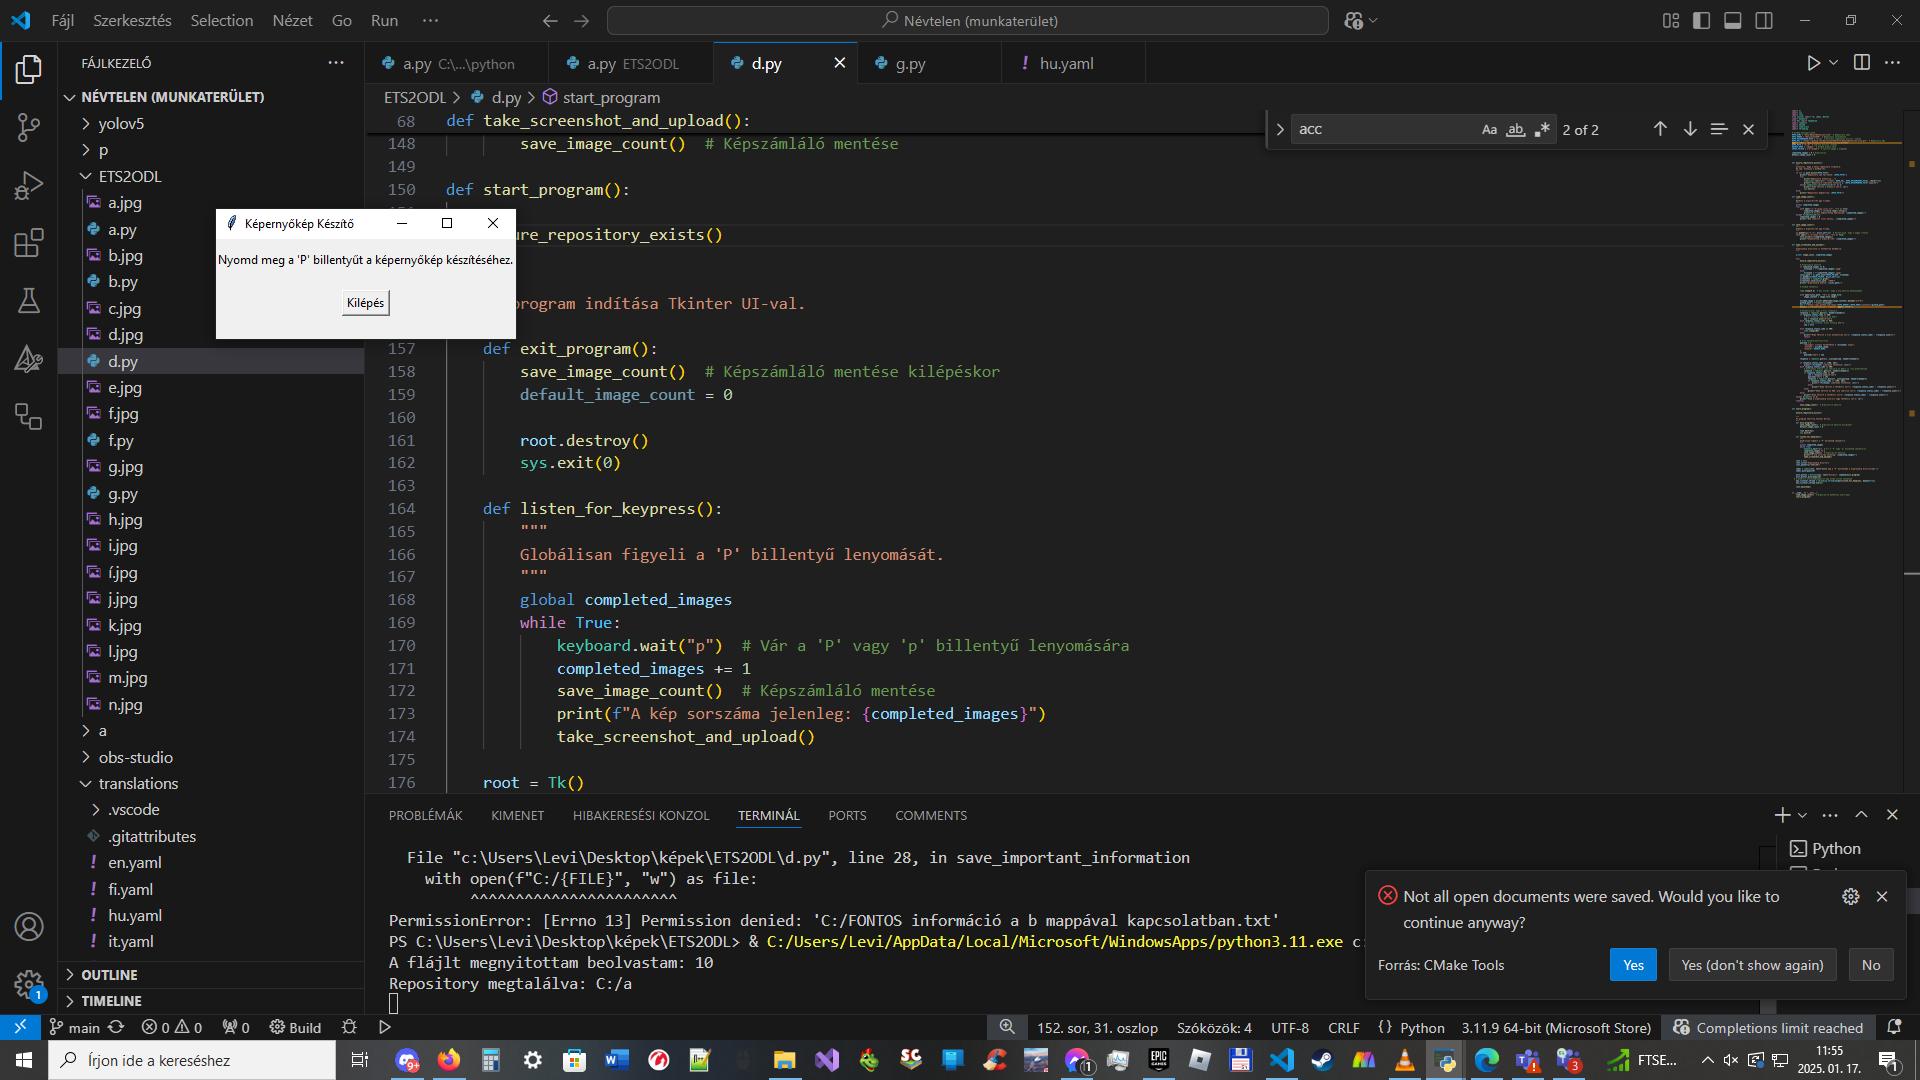 Fájl Szerkesztés Selection Nézet Go Run ···
Névtelen (munkaterület)
FÁJLKEZELŐ
NÉVTELEN (MUNKATERÜLET)
yolov5
p
ETS2ODL
a.jpg
a.py
b.jpg
b.py
c.jpg
d.jpg
d.py
e.jpg
f.jpg
f.py
g.jpg
g.py
h.jpg
i.jpg
í.jpg
j.jpg
k.jpg
l.jpg
m.jpg
n.jpg
a
obs-studio
translations
.vscode
.gitattributes
en.yaml
fi.yaml
hu.yaml
it.yaml
OUTLINE
TIMELINE
a.py C:\...\python
a.py ETS2ODL
d.py
g.py
hu.yaml
ETS2ODL > d.py > start_program
acc
Aa ab 2 of 2
68 def take_screenshot_and_upload():
148 save_image_count() # Képszámláló mentése
149
150 def start_program():
ure_repository_exists()
program indítása Tkinter UI-val.
157 def exit_program():
158 save_image_count() # Képszámláló mentése kilépéskor
159 default_image_count = 0
160
161 root.destroy()
162 sys.exit(0)
163
164 def listen_for_keypress():
165 """
166 Globálisan figyeli a 'P' billentyű lenyomását.
167 """
168 global completed_images
169 while True:
170 keyboard.wait("p") # Vár a 'P' vagy 'p' billentyű lenyomására
171 completed_images += 1
172 save_image_count() # Képszámláló mentése
173 print(f"A kép sorszáma jelenleg: {completed_images}")
174 take_screenshot_and_upload()
175
176 root = Tk()
Képernyőkép Készítő
Nyomd meg a 'P' billentyűt a képernyőkép készítéséhez.
Kilépés
PROBLÉMÁK KIMENET HIBAKERESÉSI KONZOL TERMINÁL PORTS COMMENTS
File "c:\Users\Levi\Desktop\képek\ETS2ODL\d.py", line 28, in save_important_information
with open(f"C:/{FILE}", "w") as file:
^^^^^^^^^^^^^^^^^^^^^^
PermissionError: [Errno 13] Permission denied: 'C:/FONTOS információ a b mappával kapcsolatban.txt'
PS C:\Users\Levi\Desktop\képek\ETS2ODL> & C:/Users/Levi/AppData/Local/Microsoft/WindowsApps/python3.11.exe c:
A flájlt megnyitottam beolvastam: 10
Repository megtalálva: C:/a
Python
Not all open documents were saved. Would you like to
continue anyway?
Forrás: CMake Tools
Yes
Yes (don't show again)
No
1
main 0 0 0 Build
152. sor, 31. oszlop Szóközök: 4 UTF-8 CRLF {} Python 3.11.9 64-bit (Microsoft Store) Completions limit reached
Írjon ide a kereséshez
9+
SC
EPIC GAMES
1
3
FTSE...
11:55
2025. 01. 17.
1